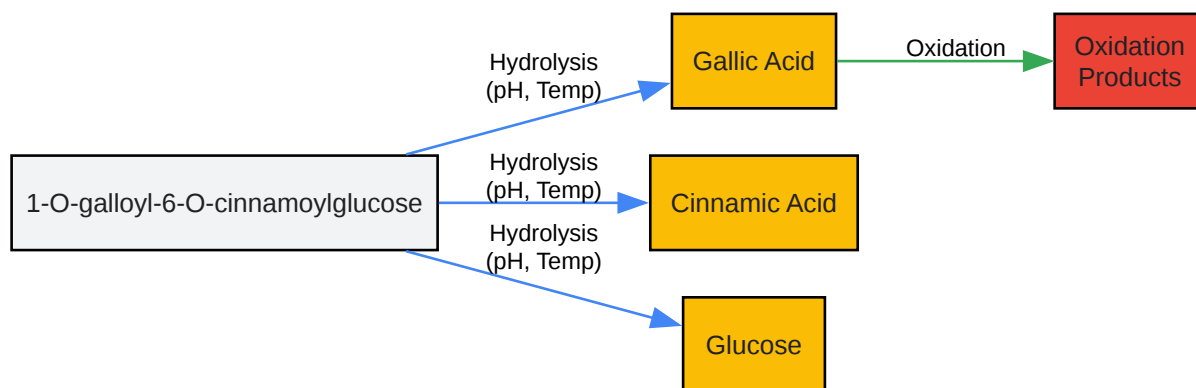 Hydrolysis
(pH, Temp)
Gallic Acid
Oxidation
Oxidation
Products
1-O-galloyl-6-O-cinnamoylglucose
Hydrolysis
(pH, Temp)
Cinnamic Acid
Hydrolysis
(pH, Temp)
Glucose